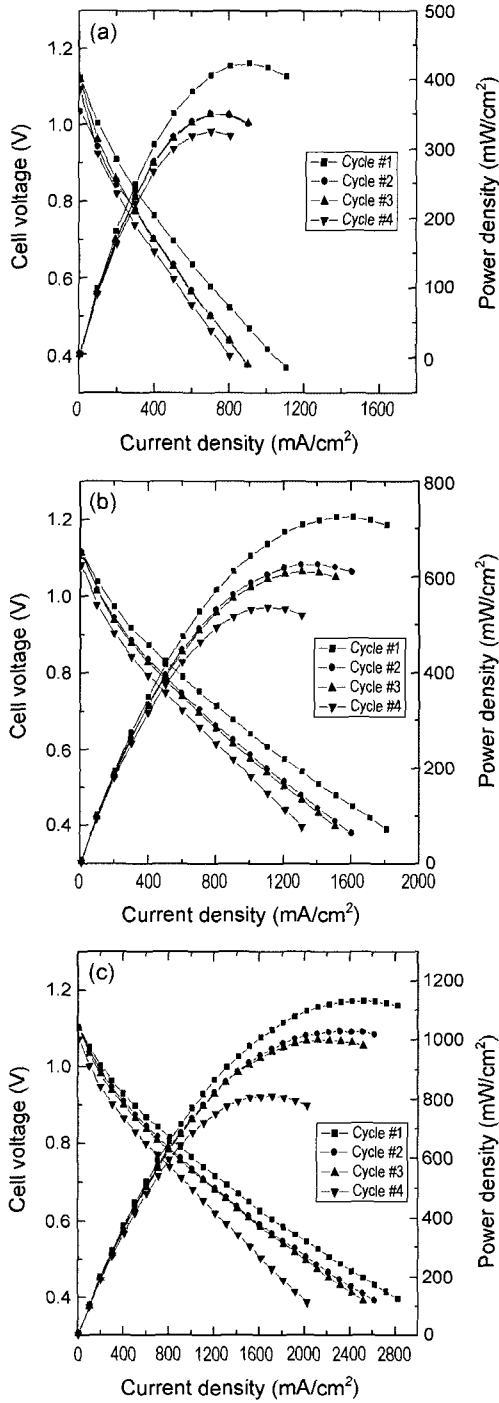 (a)
Cell voltage (V)
1.2
1.0
0.8
0.6
0.4
500
400
300
200
100
0
Power density (mW/cm²)
Cycle #1
Cycle #2
Cycle #3
Cycle #4
0 400 800 1200 1600
Current density (mA/cm²)
(b)
Cell voltage (V)
1.2
1.0
0.8
0.6
0.4
800
600
400
200
0
Power density (mW/cm²)
Cycle #1
Cycle #2
Cycle #3
Cycle #4
0 400 800 1200 1600 2000
Current density (mA/cm²)
(c)
Cell voltage (V)
1.2
1.0
0.8
0.6
0.4
1200
1000
800
600
400
200
0
Power density (mW/cm²)
Cycle #1
Cycle #2
Cycle #3
Cycle #4
0 400 800 1200 1600 2000 2400 2800
Current density (mA/cm²)